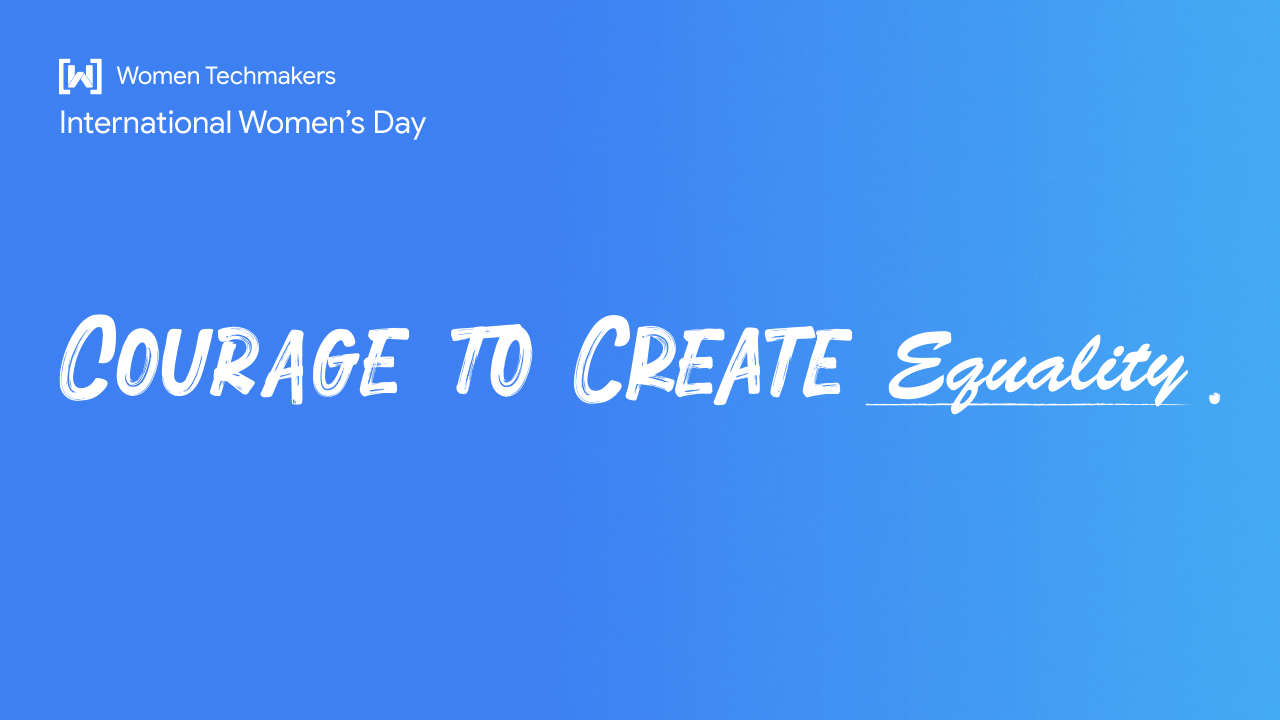 [W] Women Techmakers
International Women’s Day
COURAGE TO CREATE Equality.